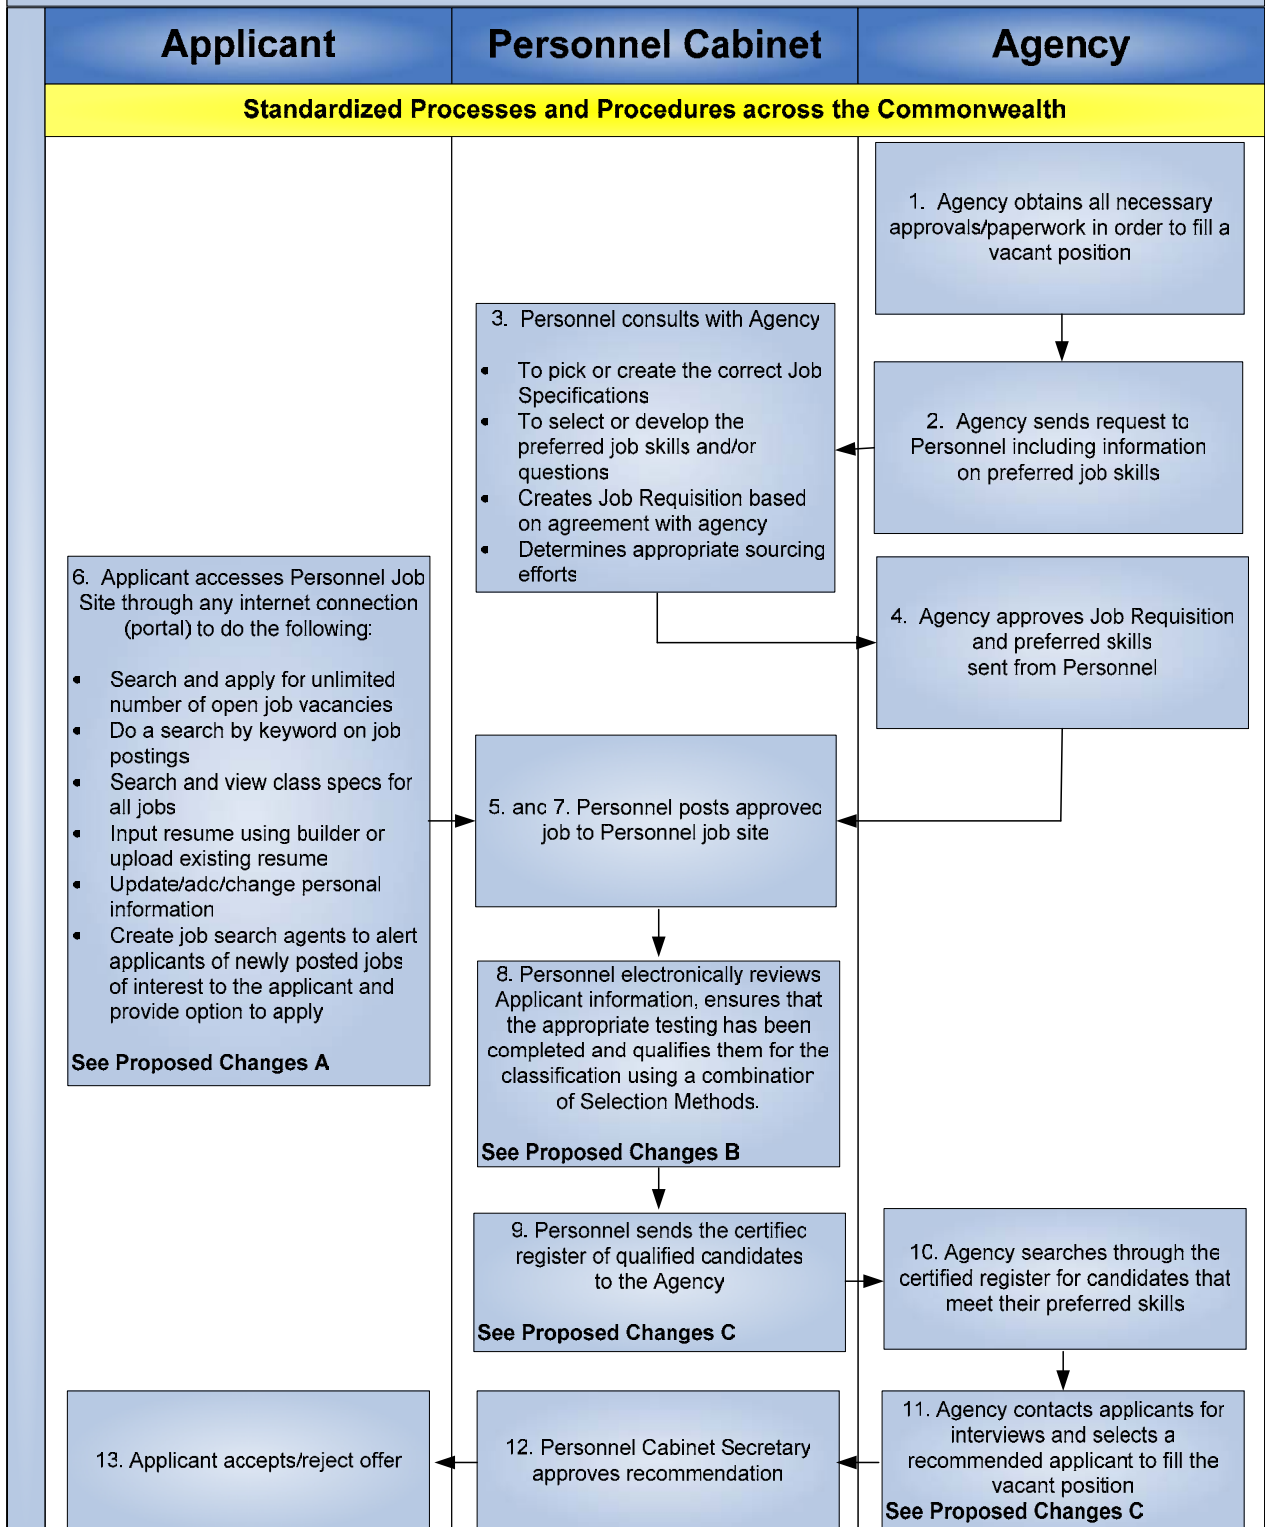 Applicant
Personnel Cabinet
Agency
Standardized Processes and Procedures across the Commonwealth
1. Agency obtains all necessary
approvals/paperwork in order to fill a
vacant position
2. Agency sends request to
Personnel including information
on preferred job skills
3. Personnel consults with Agency
• To pick or create the correct Job
Specifications
• To select or develop the
preferred job skills and/or
questions
• Creates Job Requisition based
on agreement with agency
• Determines appropriate sourcing
efforts
4. Agency approves Job Requisition
and preferred skills
sent from Personnel
5. and 7. Personnel posts approved
job to Personnel job site
6. Applicant accesses Personnel Job
Site through any internet connection
(portal) to do the following:
• Search and apply for unlimited
number of open job vacancies
• Do a search by keyword on job
postings
• Search and view class specs for
all jobs
• Input resume using builder or
upload existing resume
• Update/add/change personal
information
• Create job search agents to alert
applicants of newly posted jobs
of interest to the applicant and
provide option to apply
See Proposed Changes A
8. Personnel electronically reviews
Applicant information, ensures that
the appropriate testing has been
completed and qualifies them for the
classification using a combination
of Selection Methods.
See Proposed Changes B
9. Personnel sends the certified
register of qualified candidates
to the Agency
See Proposed Changes C
10. Agency searches through the
certified register for candidates that
meet their preferred skills
11. Agency contacts applicants for
interviews and selects a
recommended applicant to fill the
vacant position
See Proposed Changes C
12. Personnel Cabinet Secretary
approves recommendation
13. Applicant accepts/reject offer